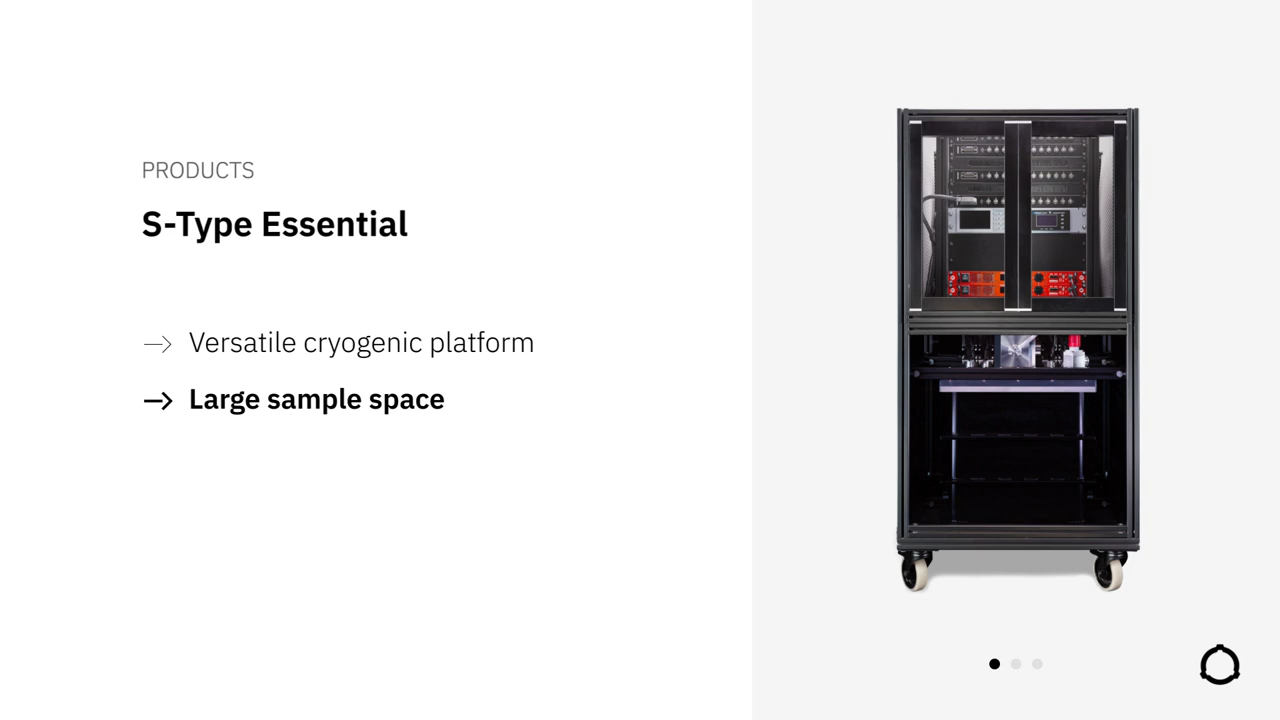 PRODUCTS
S-Type Essential
→ Versatile cryogenic platform
→ Large sample space